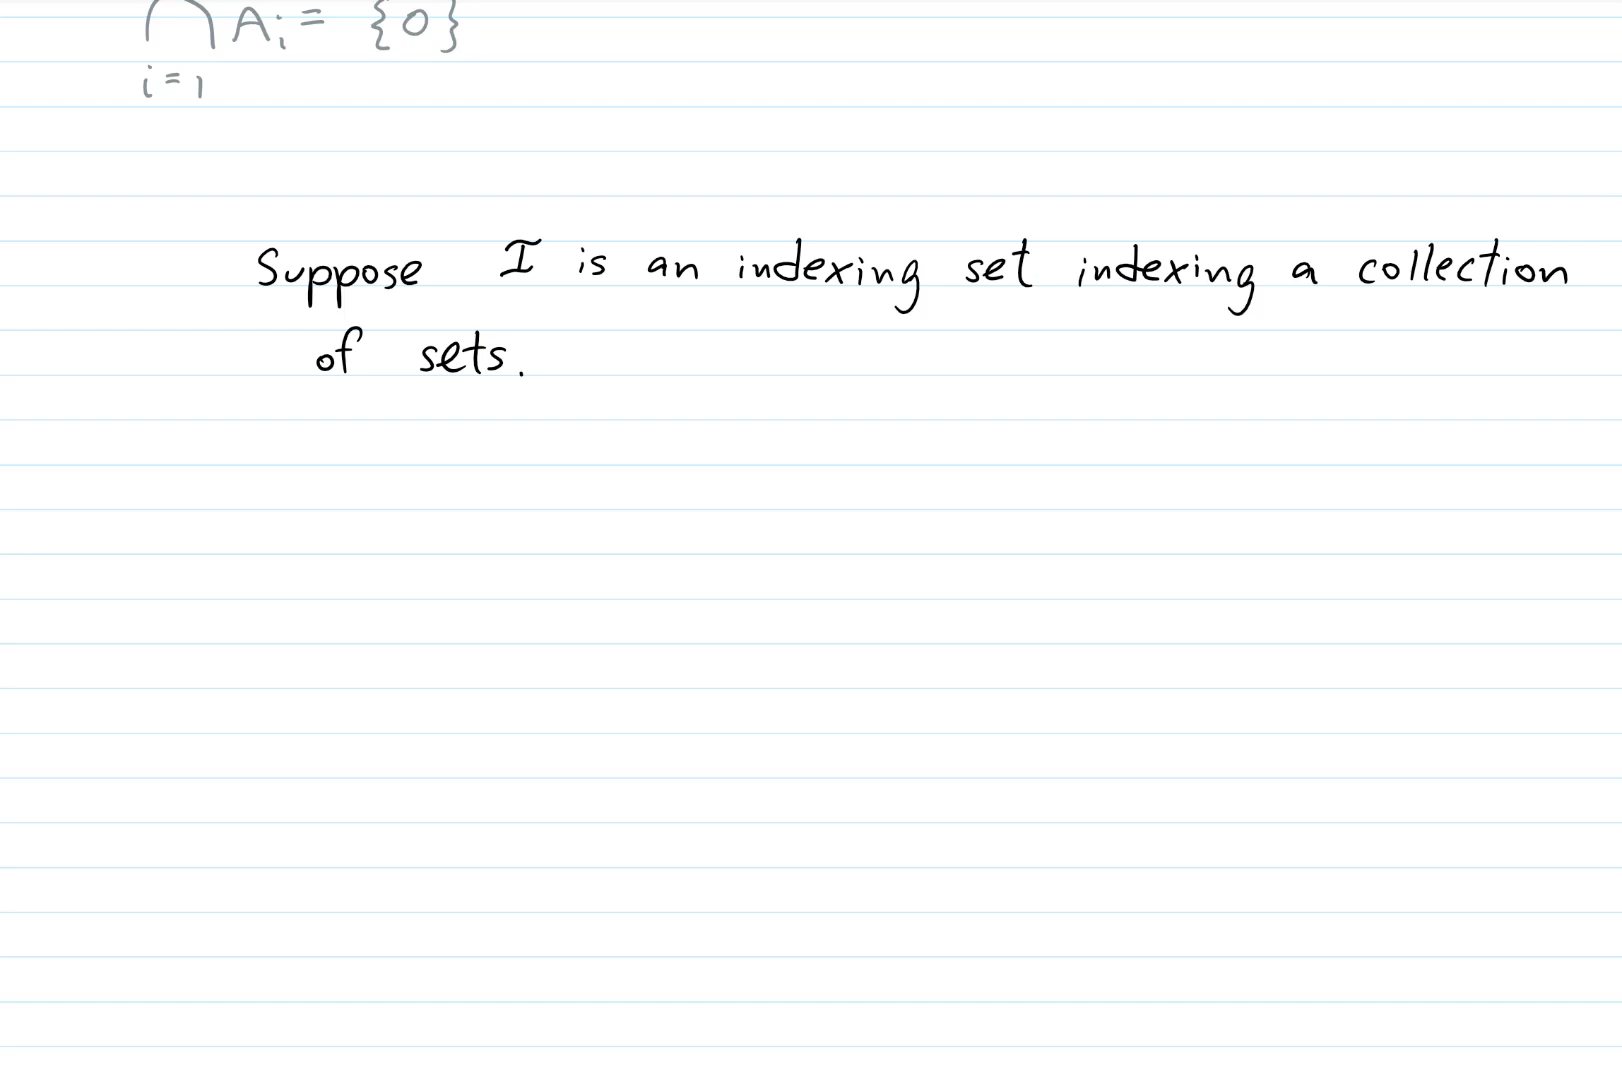 ⋂ Aᵢ = {0}
i = 1
Suppose I is an indexing set indexing a collection
of sets.